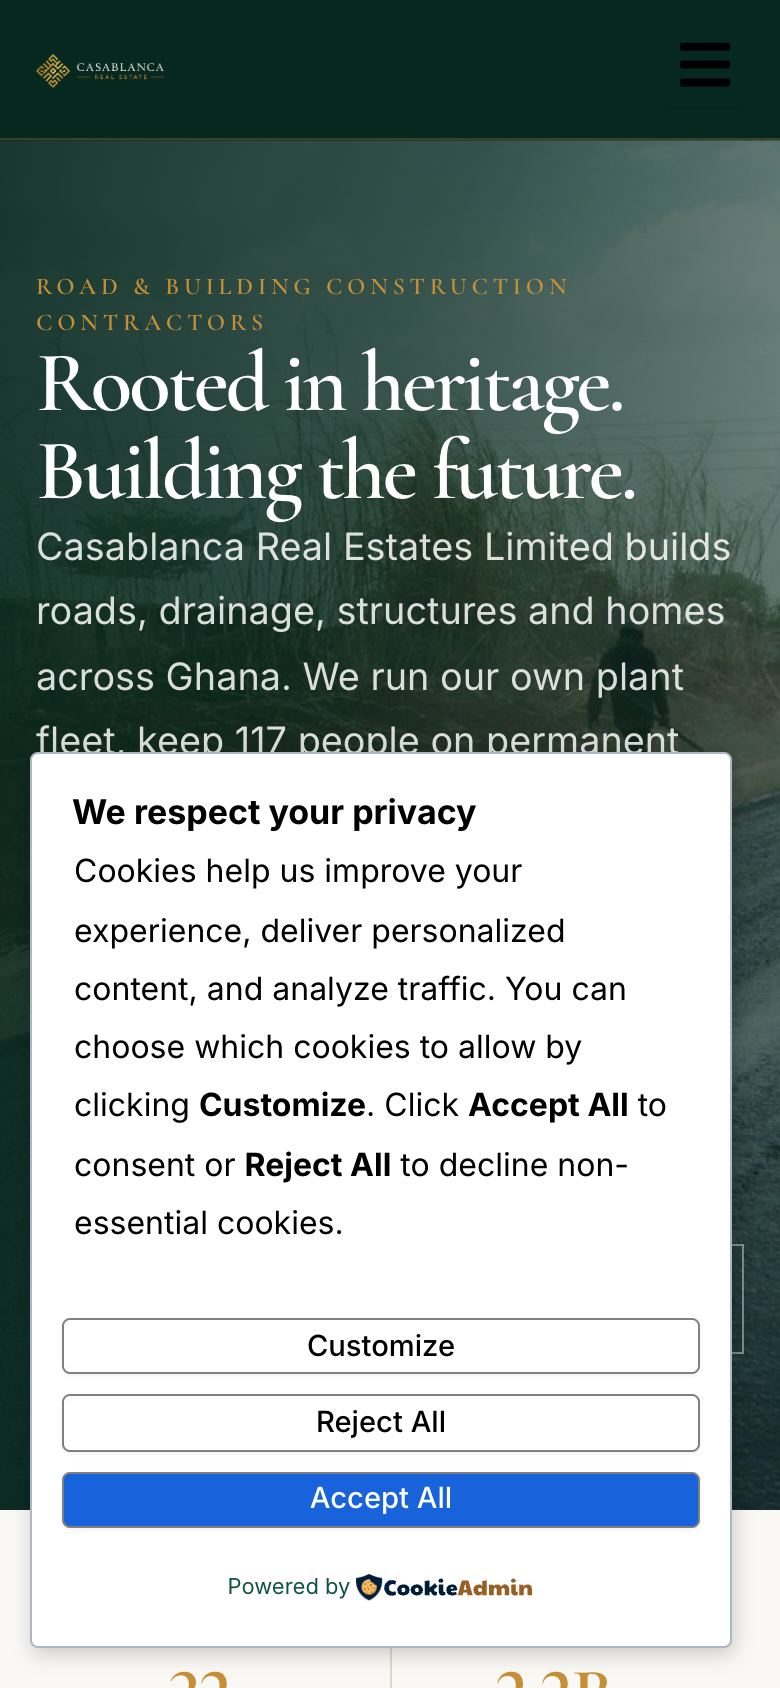 CASABLANCA
REAL ESTATE
ROAD & BUILDING CONSTRUCTION
CONTRACTORS
Rooted in heritage.
Building the future.
Casablanca Real Estates Limited builds
roads, drainage, structures and homes
across Ghana. We run our own plant
fleet, keep 117 people on permanent
We respect your privacy
Cookies help us improve your
experience, deliver personalized
content, and analyze traffic. You can
choose which cookies to allow by
clicking Customize. Click Accept All to
consent or Reject All to decline non-
essential cookies.
Customize
Reject All
Accept All
Powered by CookieAdmin